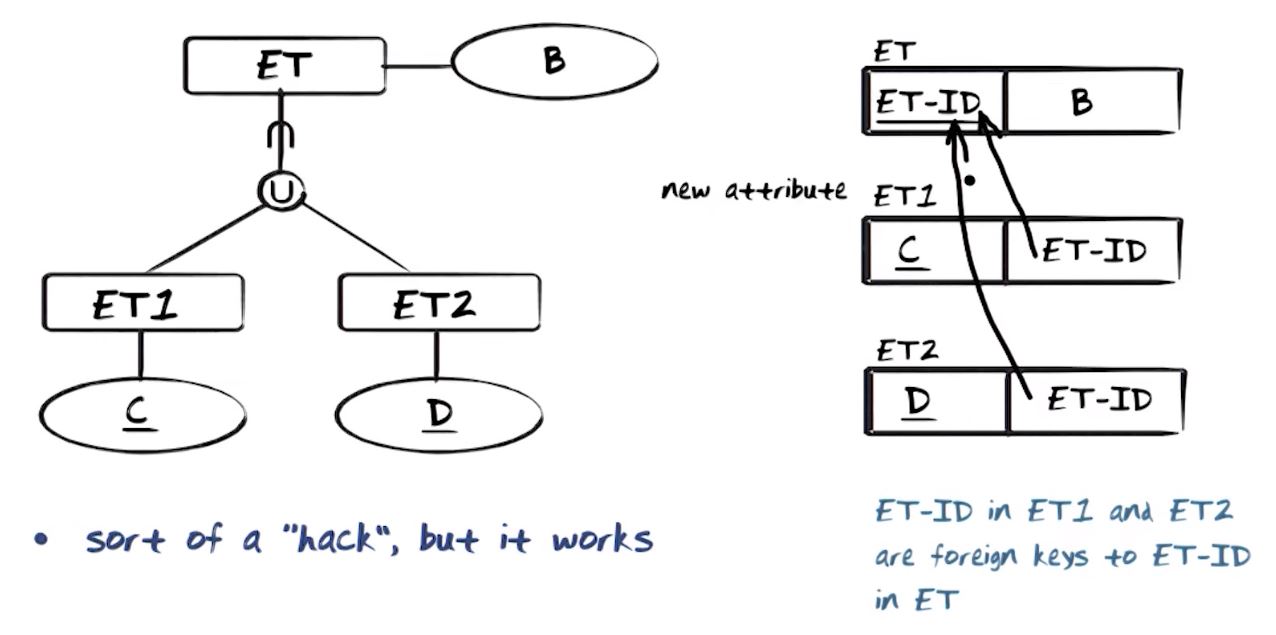 ET
B
U
ET1
ET2
C
D
• sort of a "hack", but it works
ET
ET-ID
B
new attribute
ET1
C
ET-ID
ET2
D
ET-ID
ET-ID in ET1 and ET2
are foreign keys to ET-ID
in ET